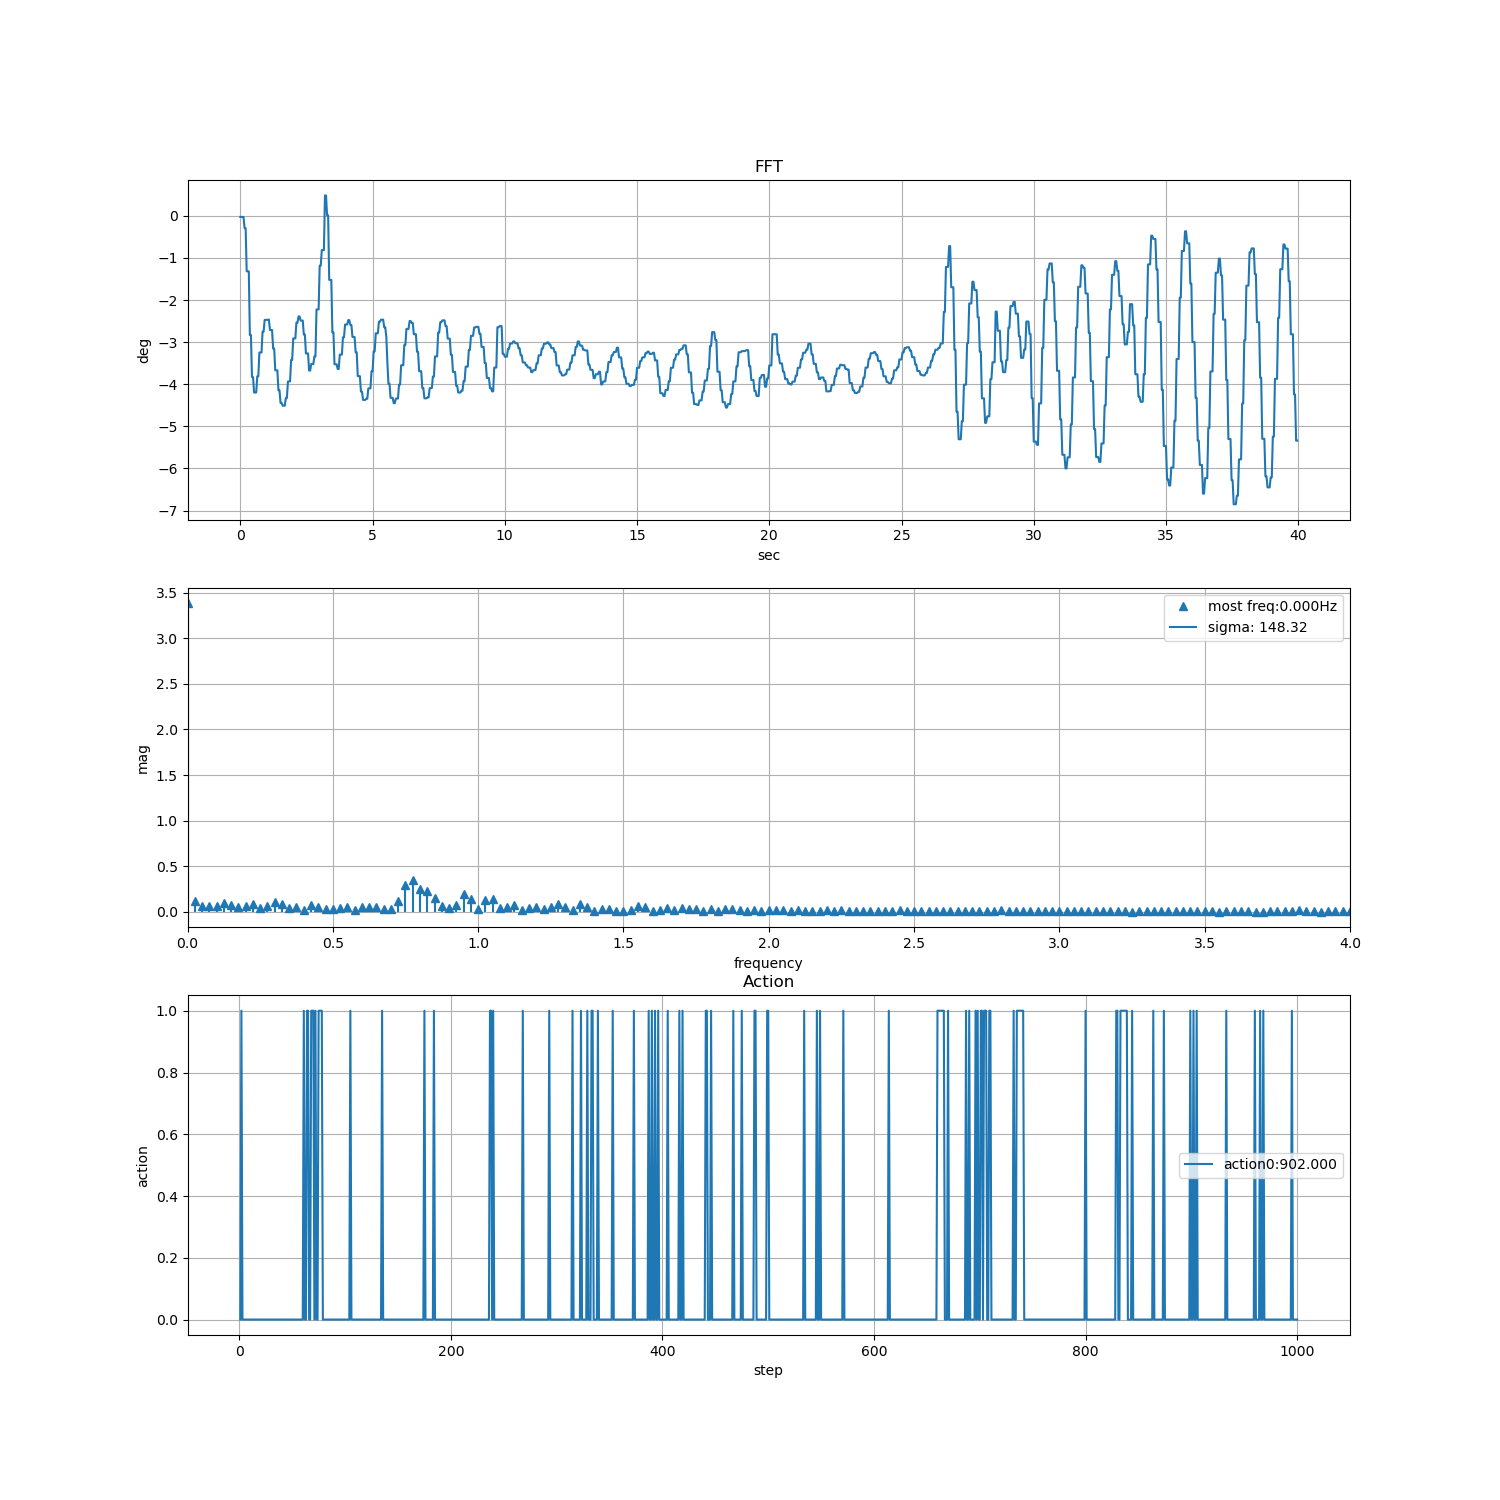 FFT
0
−1
−2
−3
−4
−5
−6
−7
deg
0 5 10 15 20 25 30 35 40
sec
3.5
3.0
2.5
2.0
1.5
1.0
0.5
0.0
mag
most freq:0.000Hz
sigma: 148.32
0.0 0.5 1.0 1.5 2.0 2.5 3.0 3.5 4.0
frequency
Action
1.0
0.8
0.6
0.4
0.2
0.0
action
action0:902.000
0 200 400 600 800 1000
step